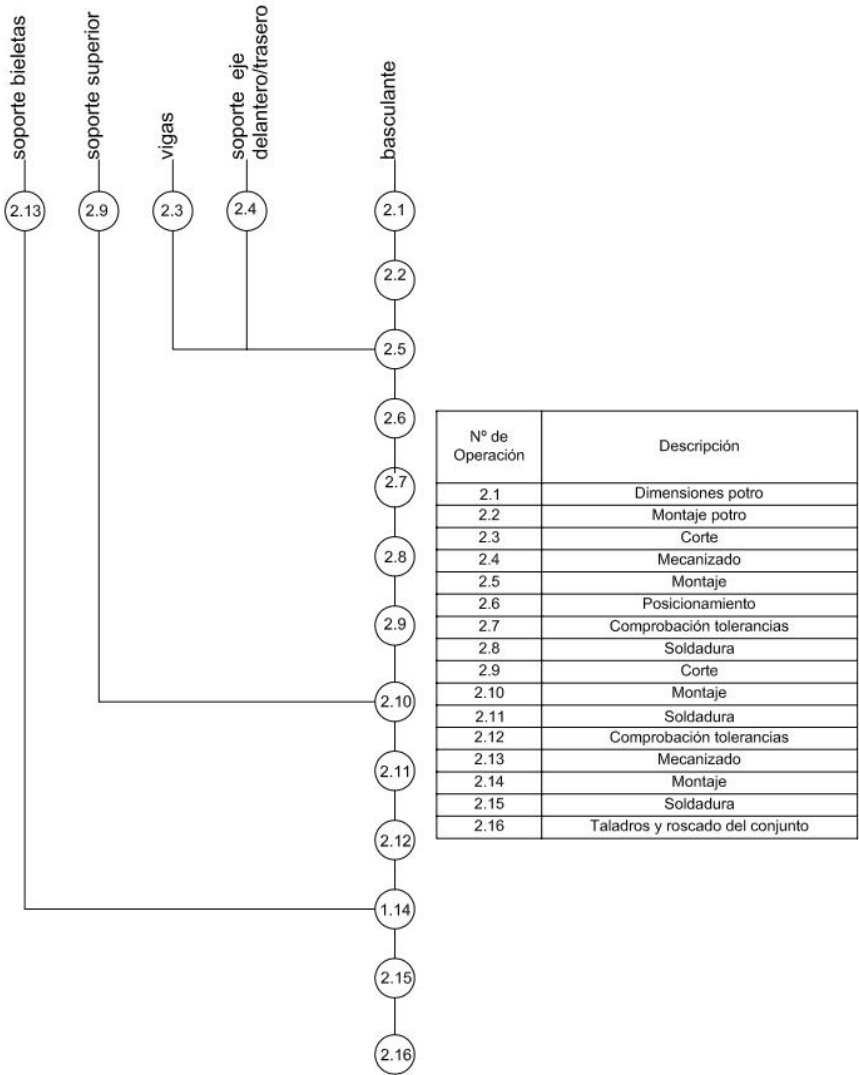 soporte bieletas
soporte superior
vigas
soporte eje
delantero/trasero
basculante
2.13
2.9
2.3
2.4
2.1
2.2
2.5
2.6
2.7
2.8
2.9
2.10
2.11
2.12
1.14
2.15
2.16
Nº de
Operación
Descripción
2.1 Dimensiones potro
2.2 Montaje potro
2.3 Corte
2.4 Mecanizado
2.5 Montaje
2.6 Posicionamiento
2.7 Comprobación tolerancias
2.8 Soldadura
2.9 Corte
2.10 Montaje
2.11 Soldadura
2.12 Comprobación tolerancias
2.13 Mecanizado
2.14 Montaje
2.15 Soldadura
2.16 Taladros y roscado del conjunto